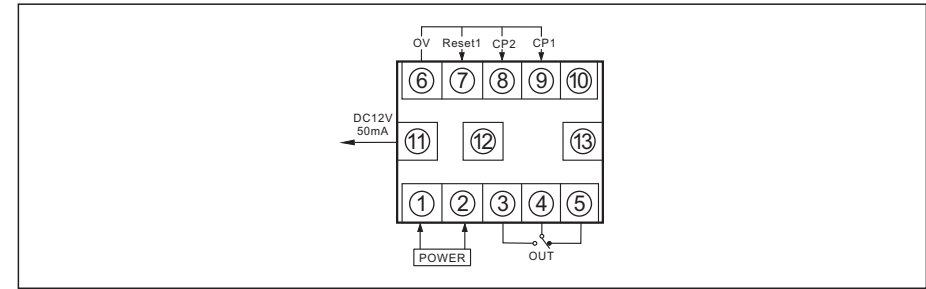 OV Reset1 CP2 CP1
6 7 8 9 10
DC12V
50mA
11 12 13
1 2 3 4 5
POWER
OUT